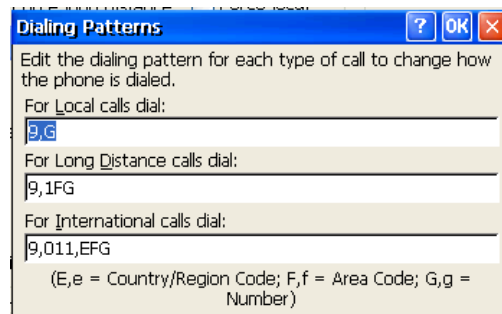 Dialing Patterns ? OK ×
Edit the dialing pattern for each type of call to change how
the phone is dialed.
For Local calls dial:
9,G
For Long Distance calls dial:
9,1FG
For International calls dial:
9,011,EFG
(E,e = Country/Region Code; F,f = Area Code; G,g =
Number)